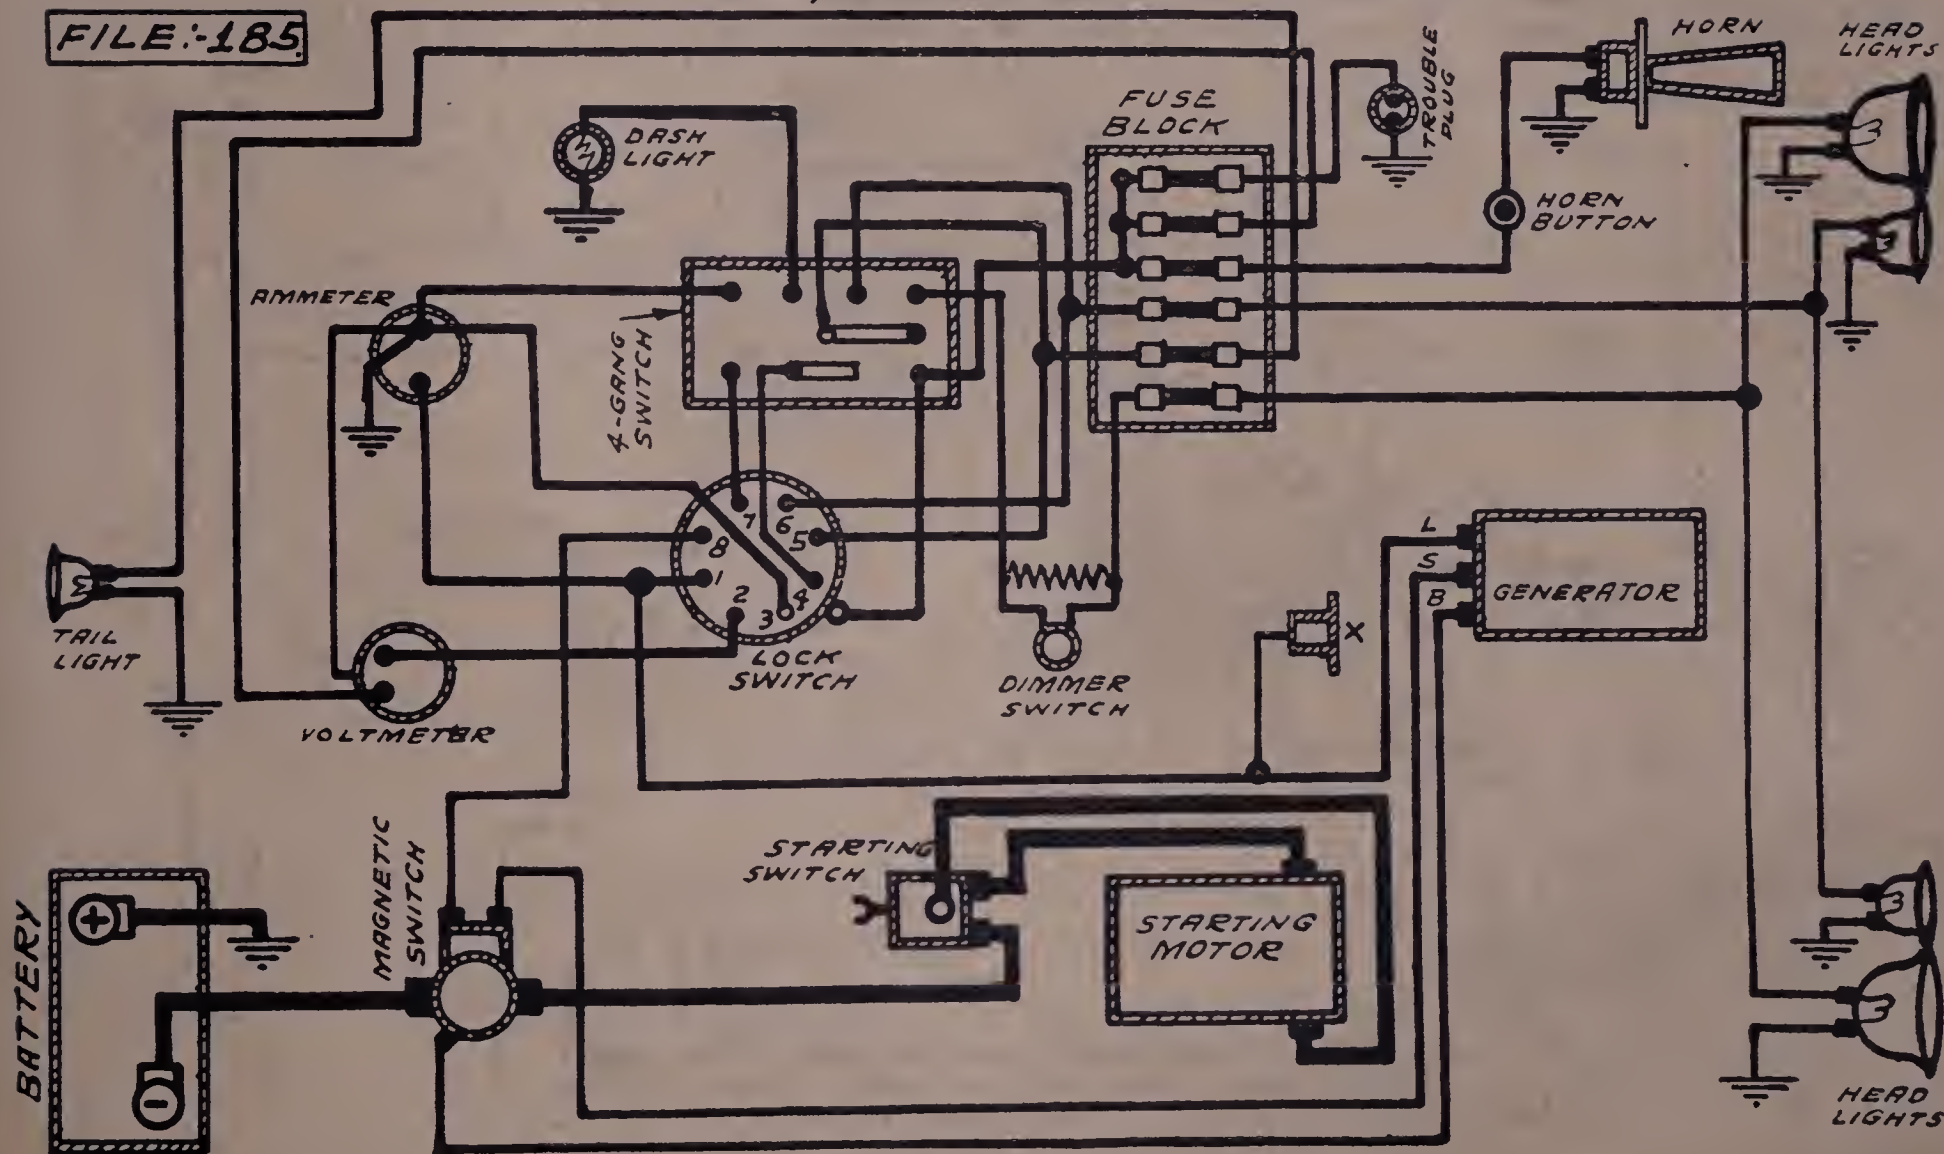 FILE:-185
HORN
HEAD
LIGHTS
TROUBLE
PLUG
FUSE
BLOCK
DASH
LIGHT
HORN
BUTTON
AMMETER
4-GANG
SWITCH
7
6
8
5
1
2
4
3
L
S
B
GENERATOR
X
TAIL
LIGHT
LOCK
SWITCH
DIMMER
SWITCH
VOLTMETER
MAGNETIC
SWITCH
STARTING
SWITCH
STARTING
MOTOR
BATTERY
+
-
HEAD
LIGHTS